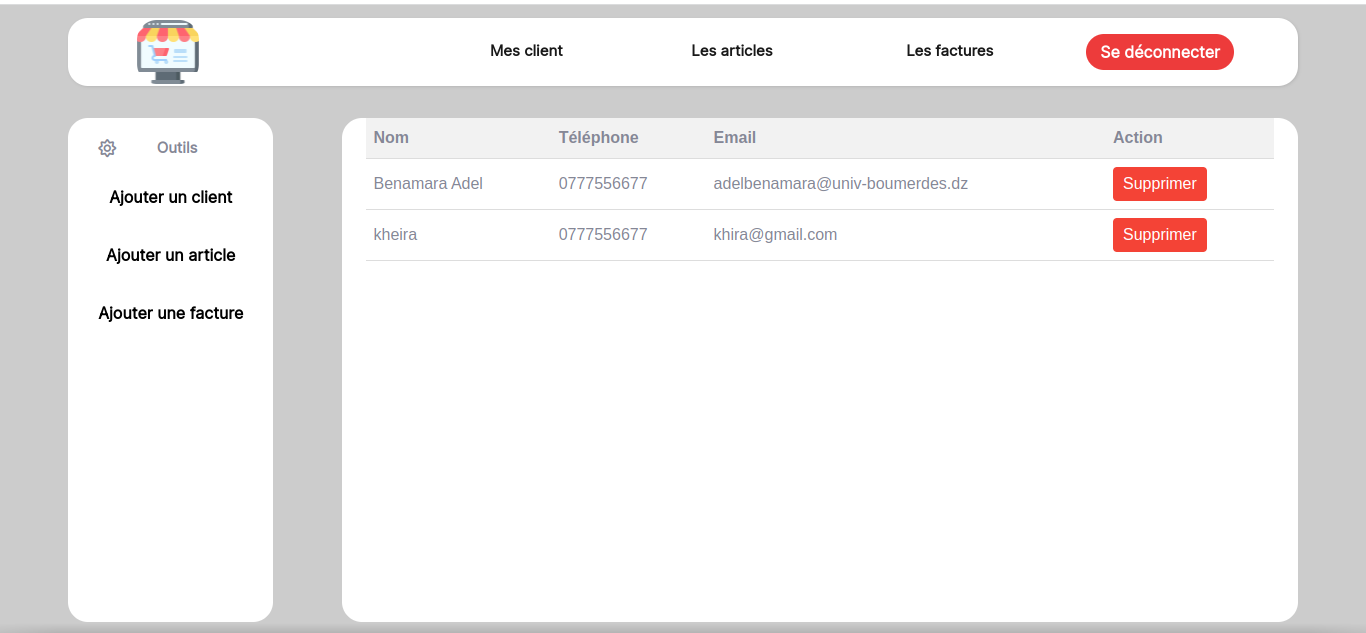 Mes client Les articles Les factures Se déconnecter
Outils
Ajouter un client
Ajouter un article
Ajouter une facture
Nom Téléphone Email Action
Benamara Adel 0777556677 adelbenamara@univ-boumerdes.dz Supprimer
kheira 0777556677 khira@gmail.com Supprimer